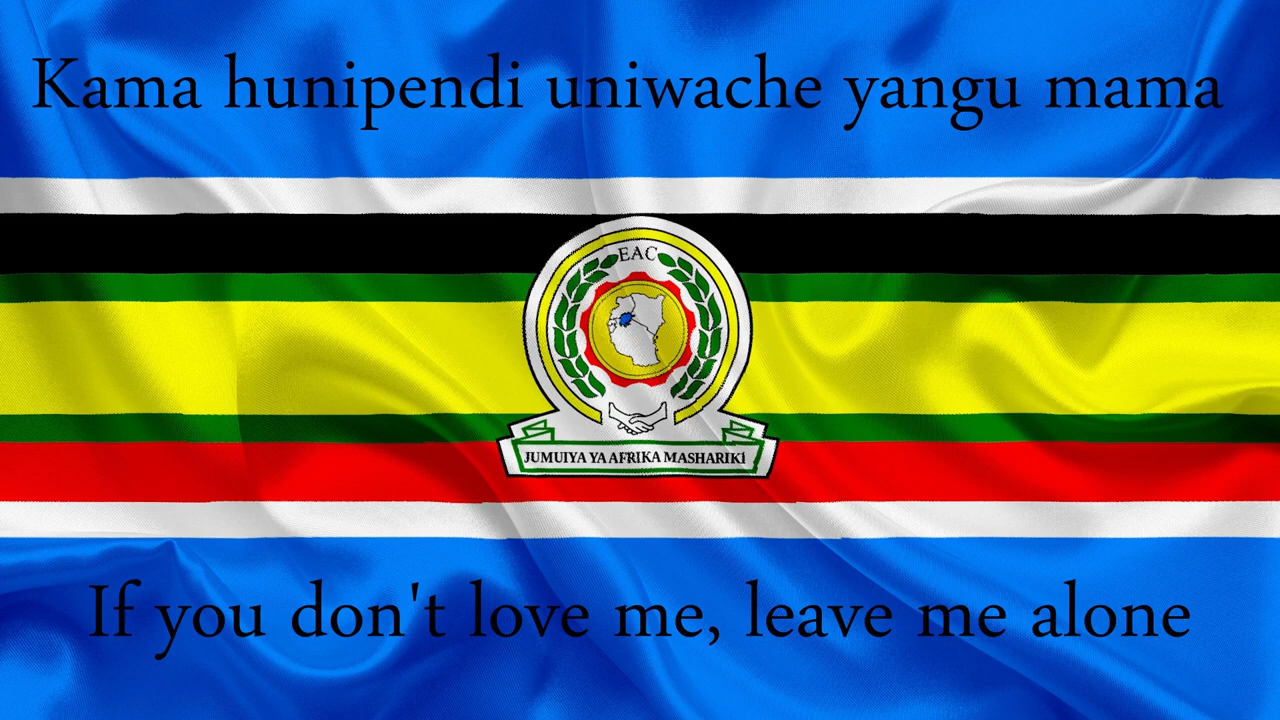 Kama hunipendi uniwache yangu mama
EAC
JUMUIYA YA AFRIKA MASHARIKI
If you don't love me, leave me alone